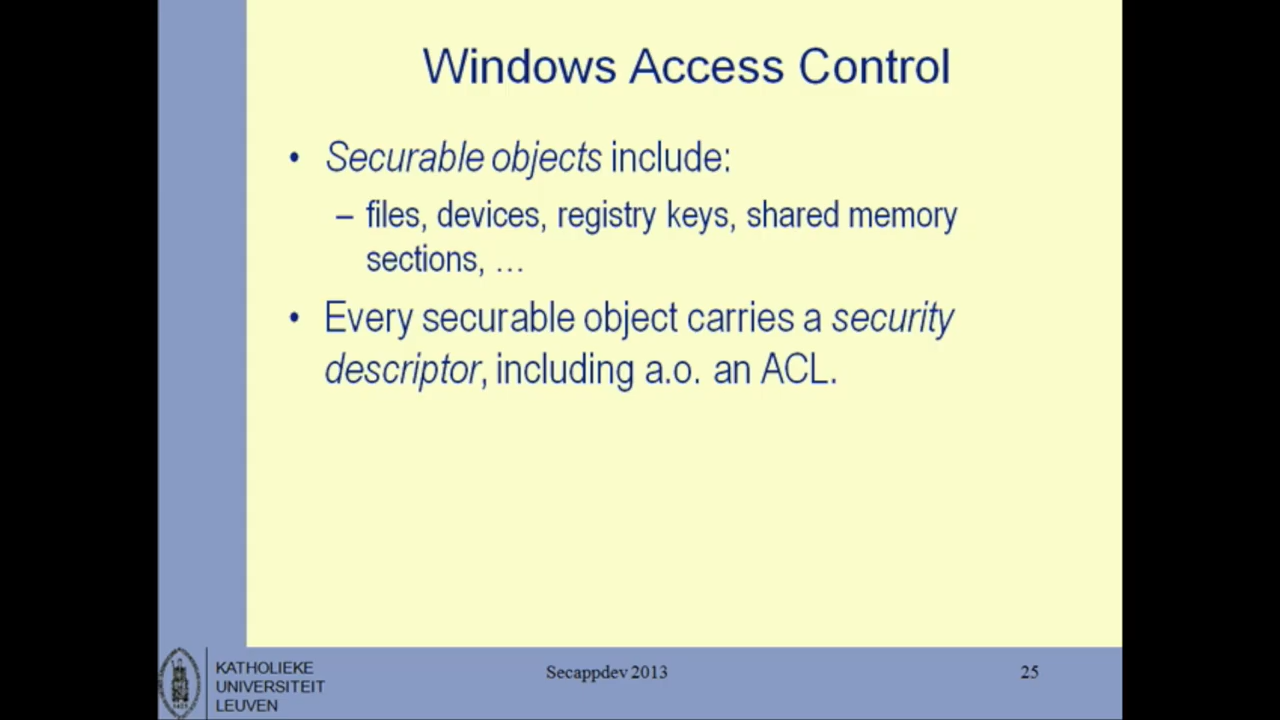 Windows Access Control
• Securable objects include:
– files, devices, registry keys, shared memory
sections, …
• Every securable object carries a security
descriptor, including a.o. an ACL.
KATHOLIEKE
UNIVERSITEIT
LEUVEN
Secappdev 2013
25